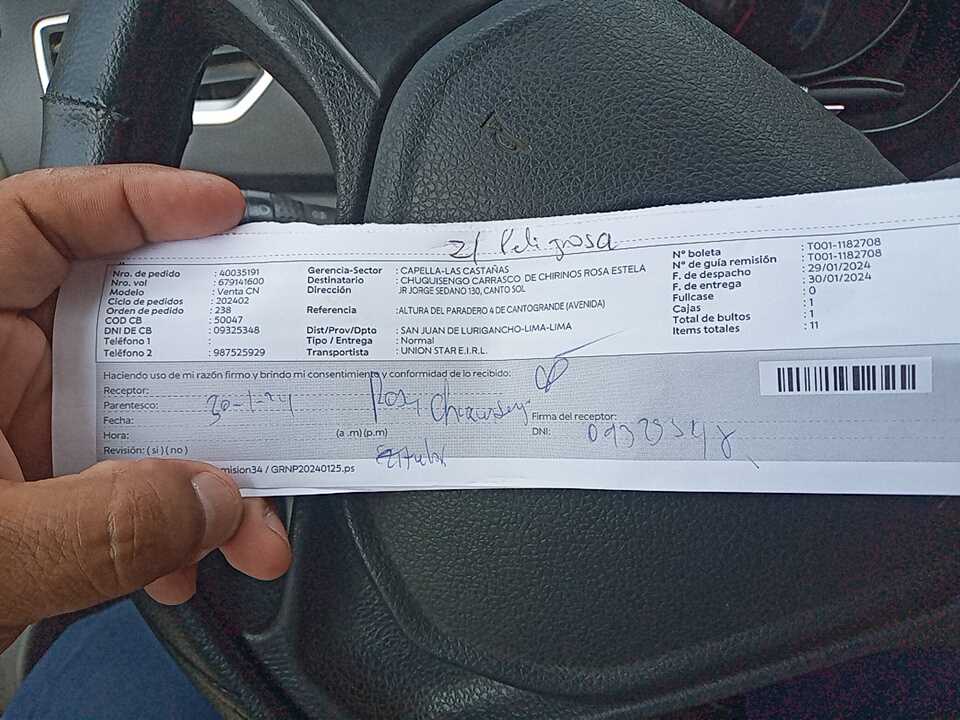 z/ Peligrosa
Nro. de pedido : 40035191
Nro. val : 679141600
Modelo : Venta CN
Ciclo de pedidos : 202402
Orden de pedido : 238
COD CB : 50047
DNI DE CB : 09325348
Teléfono 1 :
Teléfono 2 : 987525929
Gerencia-Sector : CAPELLA-LAS CASTAÑAS
Destinatario : CHUQUISENGO CARRASCO DE CHIRINOS ROSA ESTELA
Dirección JR JORGE SEDANO 130, CANTO SOL
Referencia : ALTURA DEL PARADERO 4 DE CANTOGRANDE (AVENIDA)
Dist/Prov/Dpto : SAN JUAN DE LURIGANCHO-LIMA-LIMA
Tipo / Entrega : Normal
Transportista : UNION STAR E.I.R.L.
Nº boleta : T001-1182708
Nº de guía remisión : T001-1182708
F. de despacho : 29/01/2024
F. de entrega : 30/01/2024
Fullcase : 0
Cajas : 1
Total de bultos : 1
Items totales : 11
Haciendo uso de mi razón firmo y brindo mi consentimiento y conformidad de lo recibido:
Receptor:
Parentesco:
Fecha: 30-1-24
Hora: (a .m) (p.m)
Revisión: ( si ) ( no )
Rosa
Titular
Firma del receptor:
DNI: 09325348
mision34 / GRNP20240125.ps